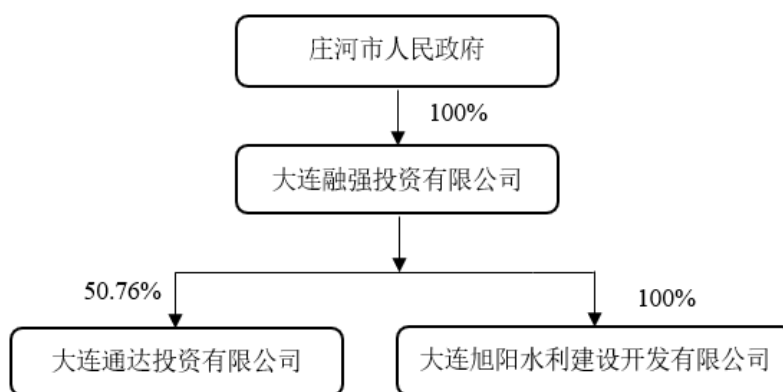 庄河市人民政府
100%
大连融强投资有限公司
50.76%
100%
大连通达投资有限公司
大连旭阳水利建设开发有限公司